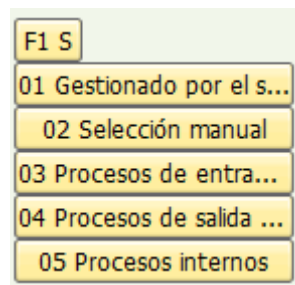 F1 S
01 Gestionado por el s...
02 Selección manual
03 Procesos de entra...
04 Procesos de salida ...
05 Procesos internos